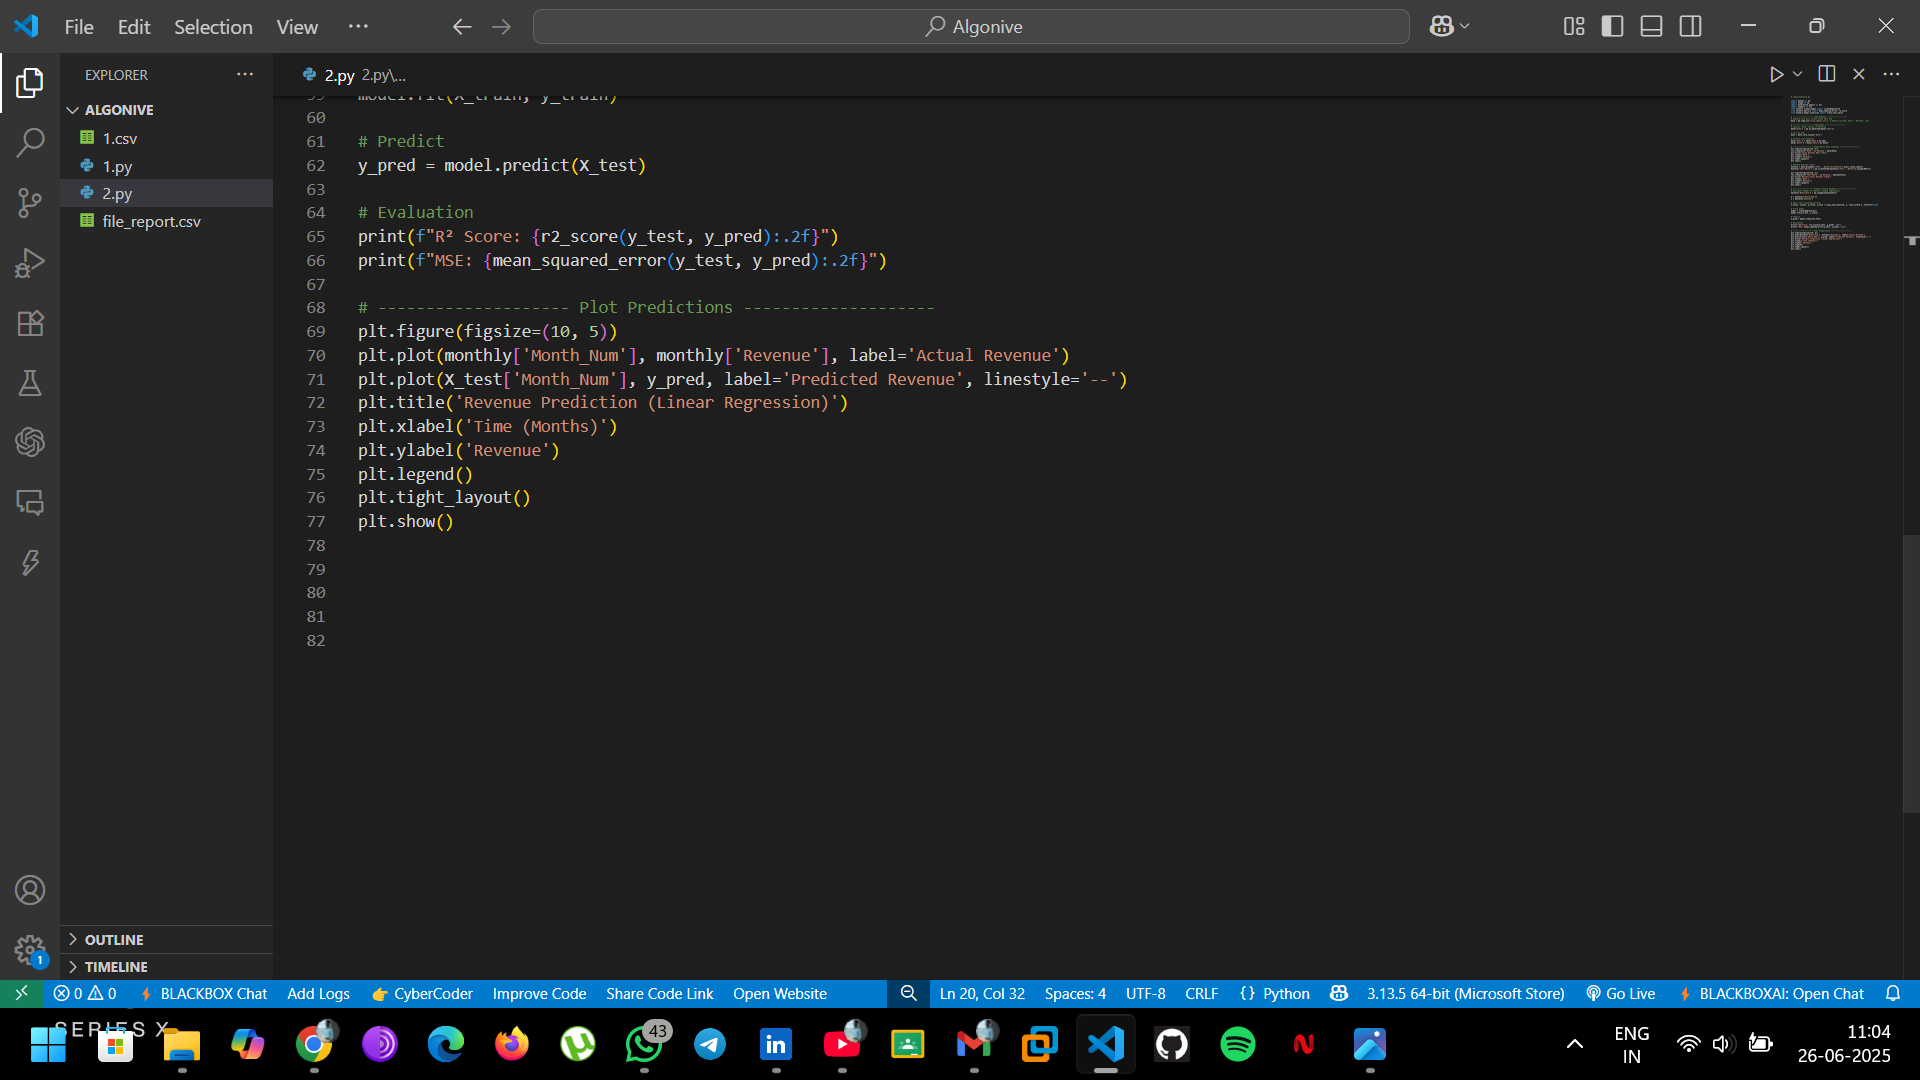 File Edit Selection View ···
Algonive
EXPLORER ···
2.py 2.py\...
ALGONIVE
1.csv
1.py
2.py
file_report.csv
59 model.fit(X_train, y_train)
60
61 # Predict
62 y_pred = model.predict(X_test)
63
64 # Evaluation
65 print(f"R² Score: {r2_score(y_test, y_pred):.2f}")
66 print(f"MSE: {mean_squared_error(y_test, y_pred):.2f}")
67
68 # -------------------- Plot Predictions --------------------
69 plt.figure(figsize=(10, 5))
70 plt.plot(monthly['Month_Num'], monthly['Revenue'], label='Actual Revenue')
71 plt.plot(X_test['Month_Num'], y_pred, label='Predicted Revenue', linestyle='--')
72 plt.title('Revenue Prediction (Linear Regression)')
73 plt.xlabel('Time (Months)')
74 plt.ylabel('Revenue')
75 plt.legend()
76 plt.tight_layout()
77 plt.show()
78
79
80
81
82
OUTLINE
TIMELINE
1
0 0 BLACKBOX Chat Add Logs CyberCoder Improve Code Share Code Link Open Website Ln 20, Col 32 Spaces: 4 UTF-8 CRLF {} Python 3.13.5 64-bit (Microsoft Store) Go Live BLACKBOXAI: Open Chat
SERIES X
43
ENG
IN
11:04
26-06-2025